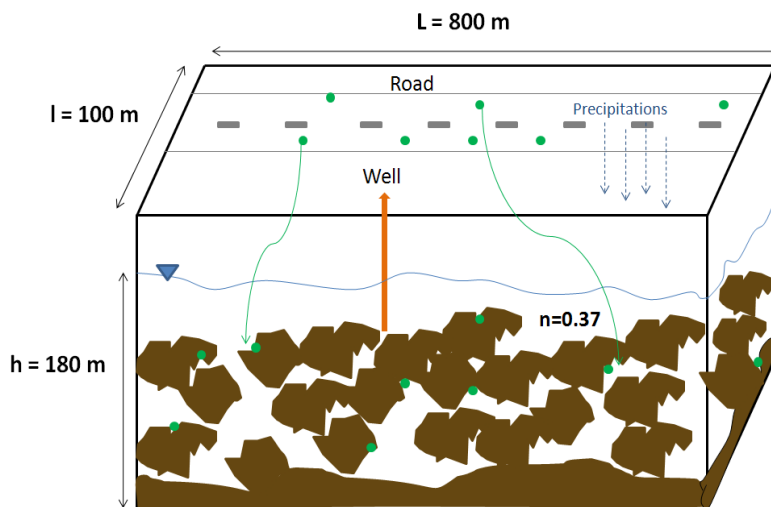 L = 800 m
Road
l = 100 m
Precipitations
Well
n=0.37
h = 180 m